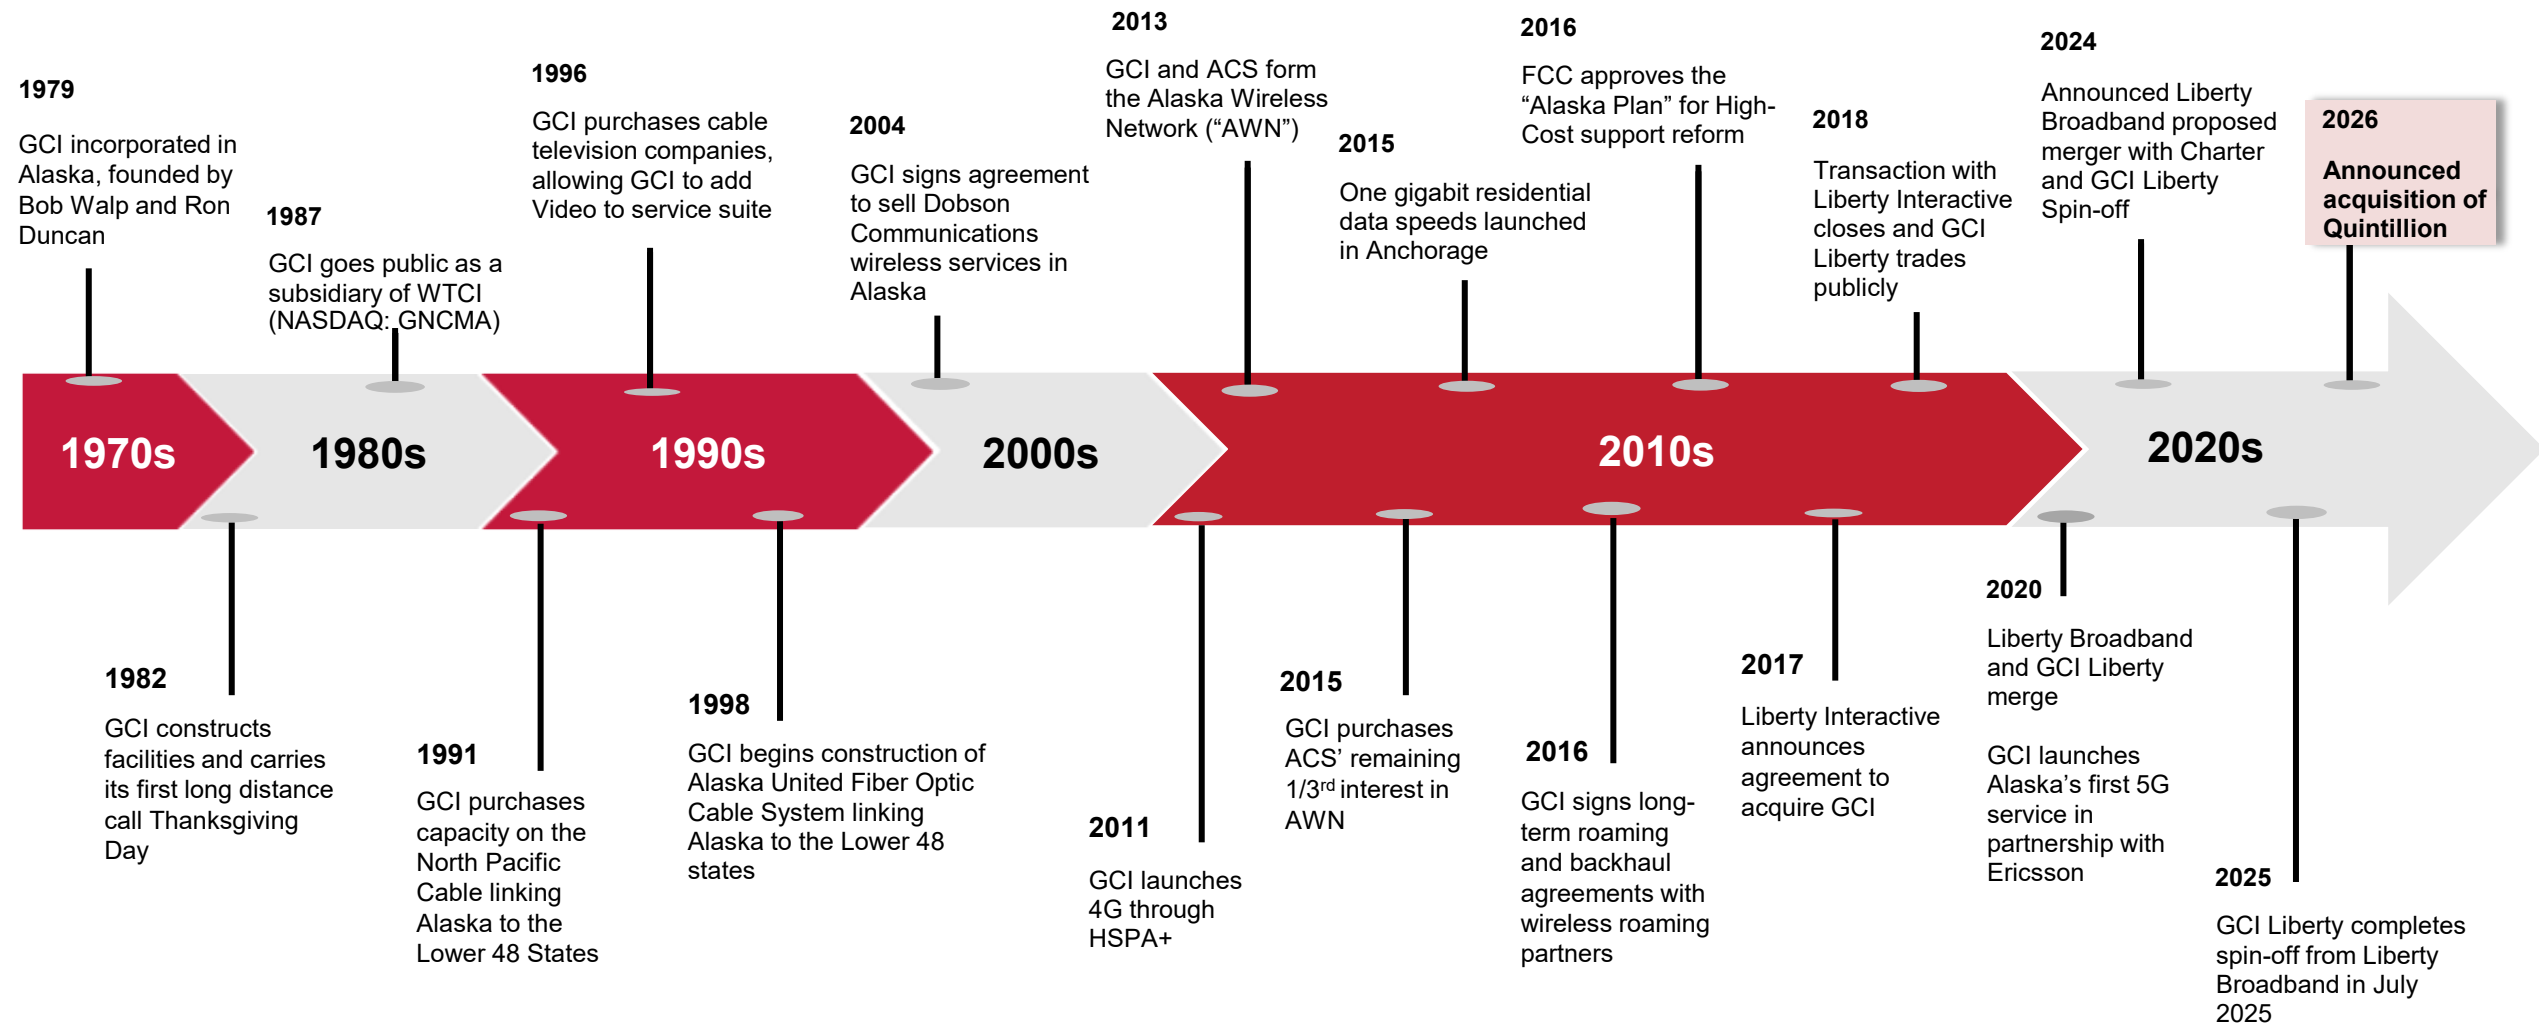 1979
GCI incorporated in
Alaska, founded by
Bob Walp and Ron
Duncan
1987
GCI goes public as a
subsidiary of WTCI
(NASDAQ: GNCMA)
1996
GCI purchases cable
television companies,
allowing GCI to add
Video to service suite
2004
GCI signs agreement
to sell Dobson
Communications
wireless services in
Alaska
2013
GCI and ACS form
the Alaska Wireless
Network (“AWN”)
2015
One gigabit residential
data speeds launched
in Anchorage
2016
FCC approves the
“Alaska Plan” for High-
Cost support reform
2018
Transaction with
Liberty Interactive
closes and GCI
Liberty trades
publicly
2024
Announced Liberty
Broadband proposed
merger with Charter
and GCI Liberty
Spin-off
2026
Announced
acquisition of
Quintillion
1970s
1980s
1990s
2000s
2010s
2020s
1982
GCI constructs
facilities and carries
its first long distance
call Thanksgiving
Day
1991
GCI purchases
capacity on the
North Pacific
Cable linking
Alaska to the
Lower 48 States
1998
GCI begins construction of
Alaska United Fiber Optic
Cable System linking
Alaska to the Lower 48
states
2011
GCI launches
4G through
HSPA+
2015
GCI purchases
ACS’ remaining
1/3rd interest in
AWN
2016
GCI signs long-
term roaming
and backhaul
agreements with
wireless roaming
partners
2017
Liberty Interactive
announces
agreement to
acquire GCI
2020
Liberty Broadband
and GCI Liberty
merge
GCI launches
Alaska’s first 5G
service in
partnership with
Ericsson
2025
GCI Liberty completes
spin-off from Liberty
Broadband in July
2025